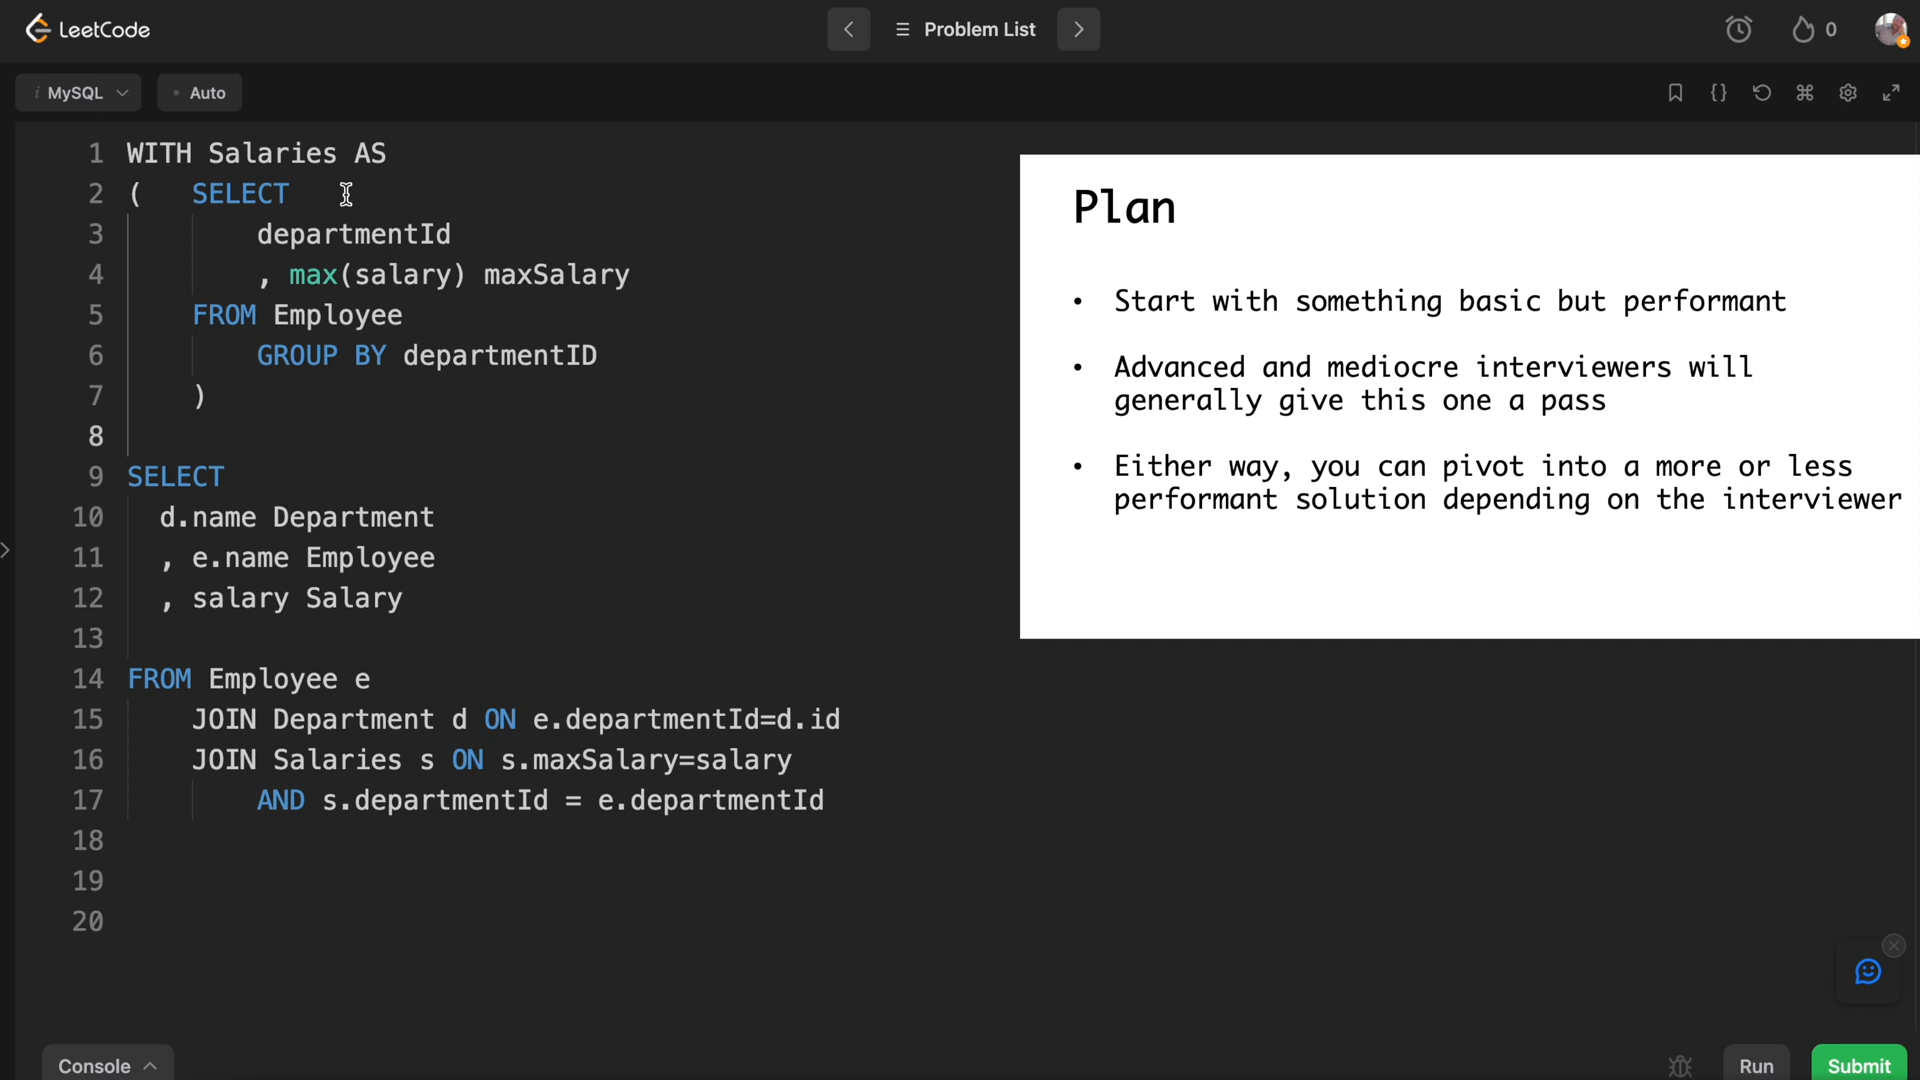 LeetCode
Problem List
0
i MySQL
Auto
1 WITH Salaries AS
2 ( SELECT
3 departmentId
4 , max(salary) maxSalary
5 FROM Employee
6 GROUP BY departmentID
7 )
8
9 SELECT
10 d.name Department
11 , e.name Employee
12 , salary Salary
13
14 FROM Employee e
15 JOIN Department d ON e.departmentId=d.id
16 JOIN Salaries s ON s.maxSalary=salary
17 AND s.departmentId = e.departmentId
18
19
20
Plan
• Start with something basic but performant
• Advanced and mediocre interviewers will
generally give this one a pass
• Either way, you can pivot into a more or less
performant solution depending on the interviewer
Console
Run
Submit